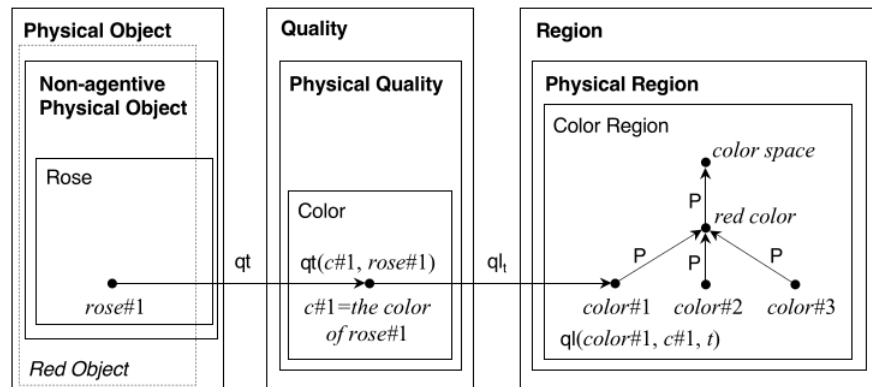 Physical Object
Non-agentive
Physical Object
Rose
rose#1
Red Object
qt
Quality
Physical Quality
Color
qt(c#1, rose#1)
c#1=the color
of rose#1
qlt
Region
Physical Region
Color Region
color space
P
red color
P
P
P
color#1
color#2
color#3
ql(color#1, c#1, t)